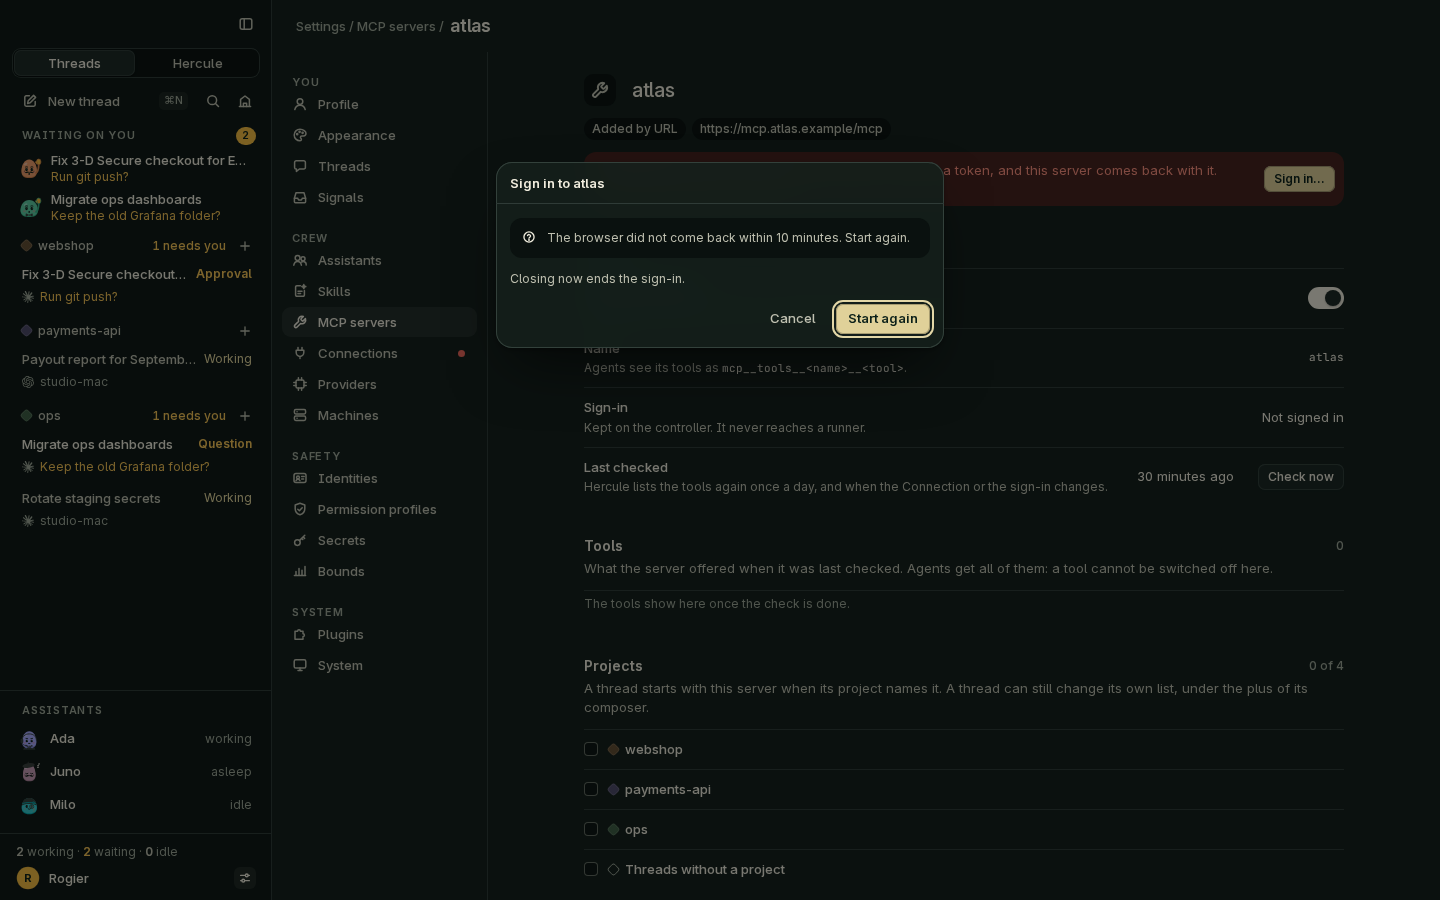 Settings / MCP servers / atlas
Threads
Hercule
New thread
⌘N
WAITING ON YOU
2
Fix 3-D Secure checkout for E…
Run git push?
Migrate ops dashboards
Keep the old Grafana folder?
webshop
1 needs you
Fix 3-D Secure checkout…
Approval
Run git push?
payments-api
Payout report for Septemb…
Working
studio-mac
ops
1 needs you
Migrate ops dashboards
Question
Keep the old Grafana folder?
Rotate staging secrets
Working
studio-mac
ASSISTANTS
Ada
working
Juno
asleep
Milo
idle
2 working · 2 waiting · 0 idle
R
Rogier
YOU
Profile
Appearance
Threads
Signals
CREW
Assistants
Skills
MCP servers
Connections
Providers
Machines
SAFETY
Identities
Permission profiles
Secrets
Bounds
SYSTEM
Plugins
System
atlas
Added by URL
https://mcp.atlas.example/mcp
a token, and this server comes back with it.
Sign in…
Sign in to atlas
The browser did not come back within 10 minutes. Start again.
Closing now ends the sign-in.
Cancel
Start again
Name
Agents see its tools as mcp__tools__<name>__<tool>.
atlas
Sign-in
Kept on the controller. It never reaches a runner.
Not signed in
Last checked
Hercule lists the tools again once a day, and when the Connection or the sign-in changes.
30 minutes ago
Check now
Tools
0
What the server offered when it was last checked. Agents get all of them: a tool cannot be switched off here.
The tools show here once the check is done.
Projects
0 of 4
A thread starts with this server when its project names it. A thread can still change its own list, under the plus of its
composer.
webshop
payments-api
ops
Threads without a project